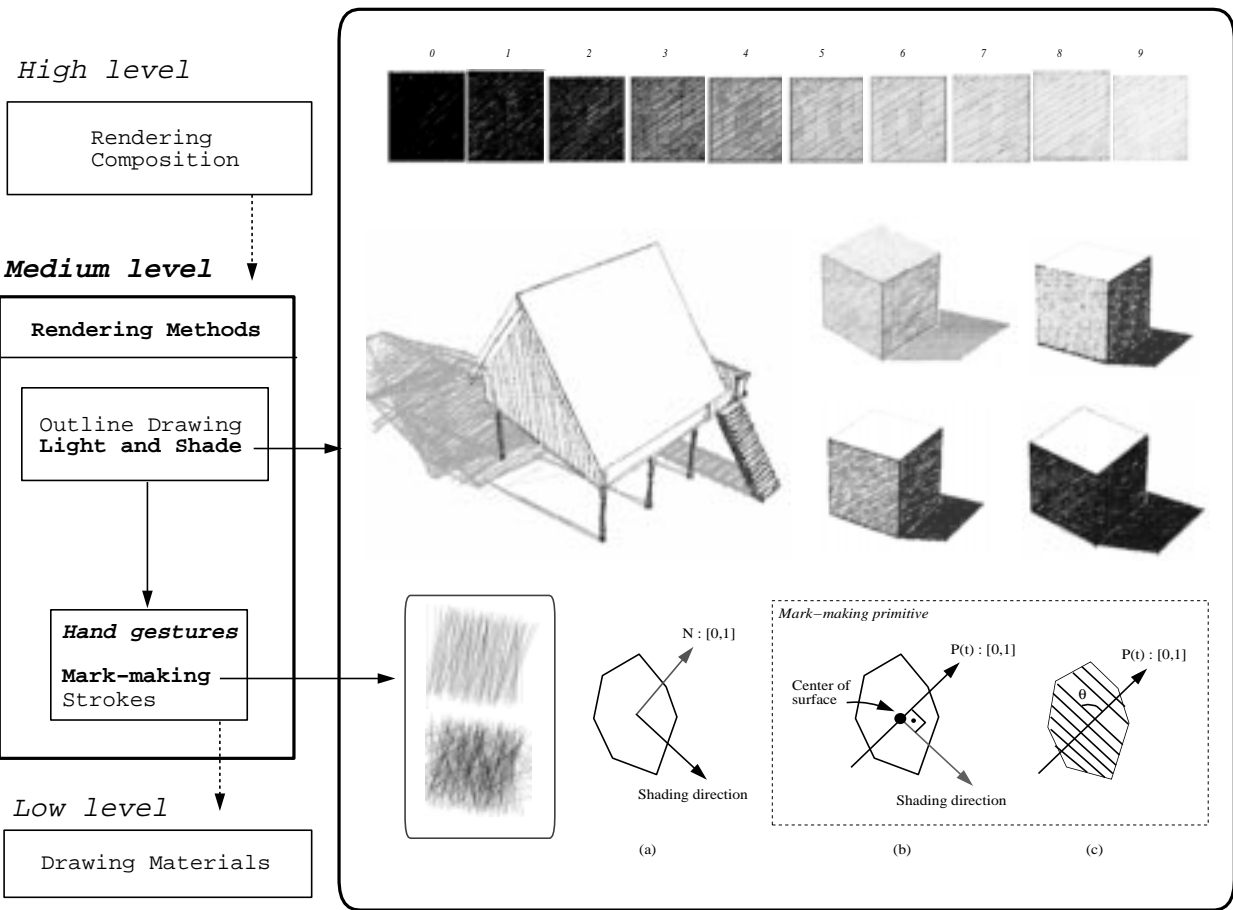 High level
Rendering
Composition
Medium level
Rendering Methods
Outline Drawing
Light and Shade
Hand gestures
Mark-making
Strokes
Low level
Drawing Materials
0 1 2 3 4 5 6 7 8 9
N : [0,1]
Shading direction
(a)
Mark-making primitive
P(t) : [0,1]
Center of
surface
Shading direction
(b)
P(t) : [0,1]
θ
(c)